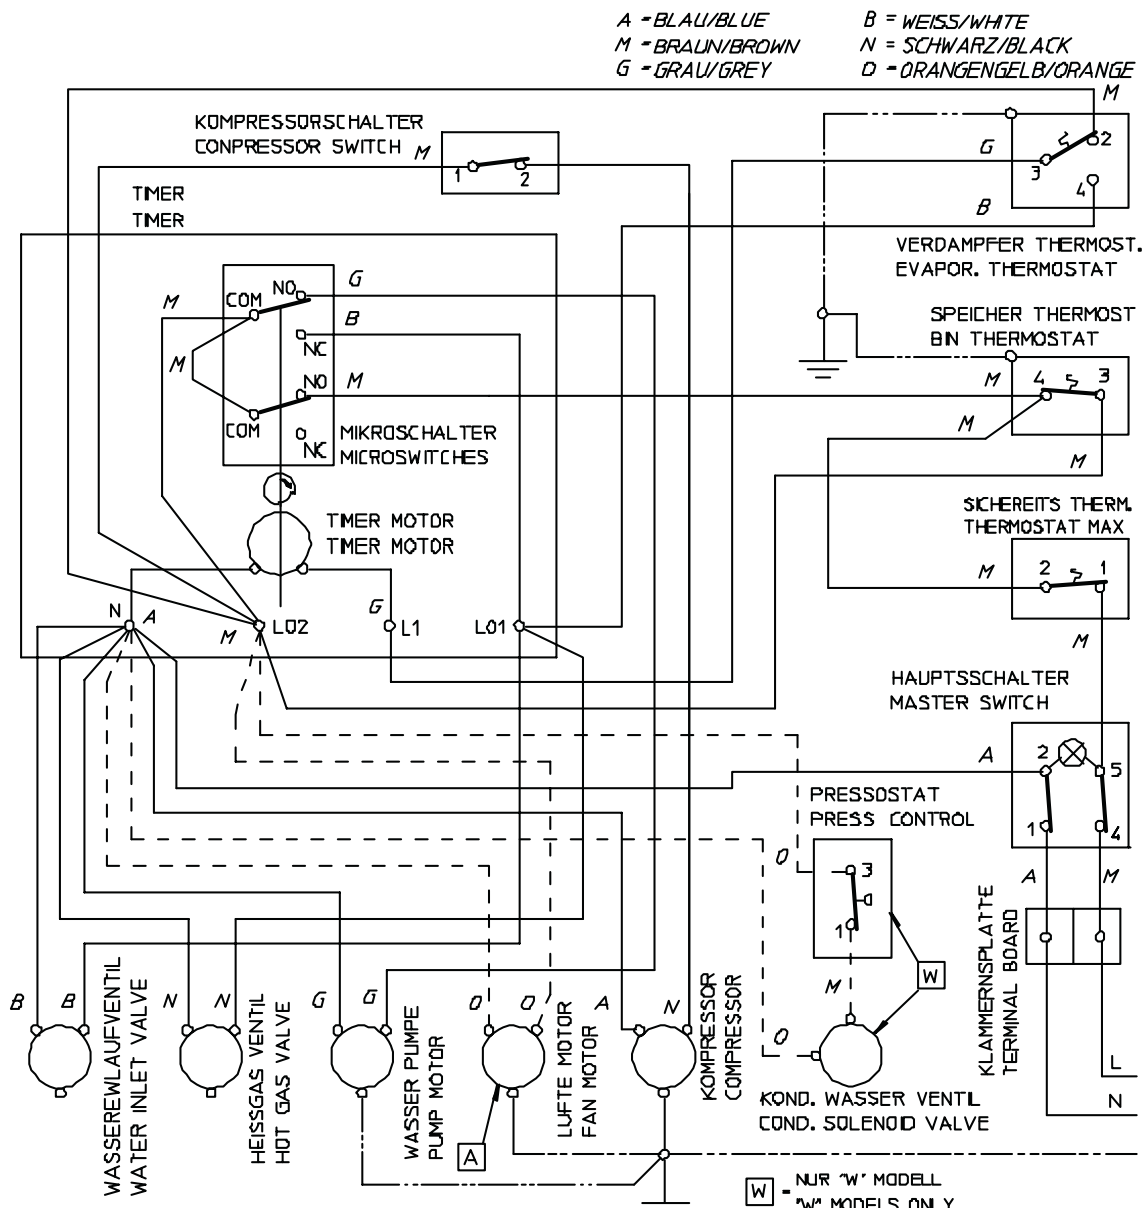 A = BLAU/BLUE
B = WEISS/WHITE
M = BRAUN/BROWN
N = SCHWARZ/BLACK
G = GRAU/GREY
O = ORANGENGELB/ORANGE
M
KOMPRESSORSCHALTER
CONPRESSOR SWITCH
M
1
2
G
2
3
4
B
TIMER
TIMER
VERDAMPFER THERMOST.
EVAPOR. THERMOSTAT
M
COM
NO
G
B
NC
M
NO
M
COM
NC
MIKROSCHALTER
MICROSWITCHES
SPEICHER THERMOST
BIN THERMOSTAT
M
4
3
M
M
TIMER MOTOR
TIMER MOTOR
SICHEREITS THERM.
THERMOSTAT MAX
M
2
1
N
A
M
LO2
G
L1
LO1
M
HAUPTSSCHALTER
MASTER SWITCH
A
2
5
1
4
A
M
PRESSOSTAT
PRESS CONTROL
O
3
1
W
M
O
KLAMMERNSPLATTE
TERMINAL BOARD
L
N
B
B
N
N
G
G
O
O
A
N
WASSEREWLAUFVENTIL
WATER INLET VALVE
HEISSGAS VENTIL
HOT GAS VALVE
WASSER PUMPE
PUMP MOTOR
A
LUFTE MOTOR
FAN MOTOR
KOMPRESSOR
COMPRESSOR
KOND. WASSER VENTIL
COND. SOLENOID VALVE
W - NUR "W" MODELL
"W" MODELS ONLY